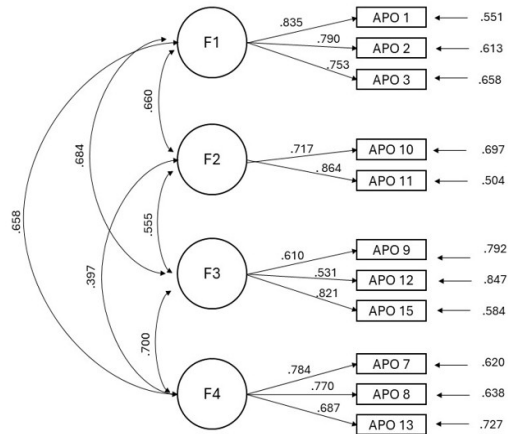 .835 APO 1 .551
F1 .790 APO 2 .613
.753 APO 3 .658
.660
.684
.717 APO 10 .697
F2 .864 APO 11 .504
.658
.555
.397
.610 APO 9 .792
F3 .531 APO 12 .847
.821 APO 15 .584
.700
.784 APO 7 .620
F4 .770 APO 8 .638
.687 APO 13 .727